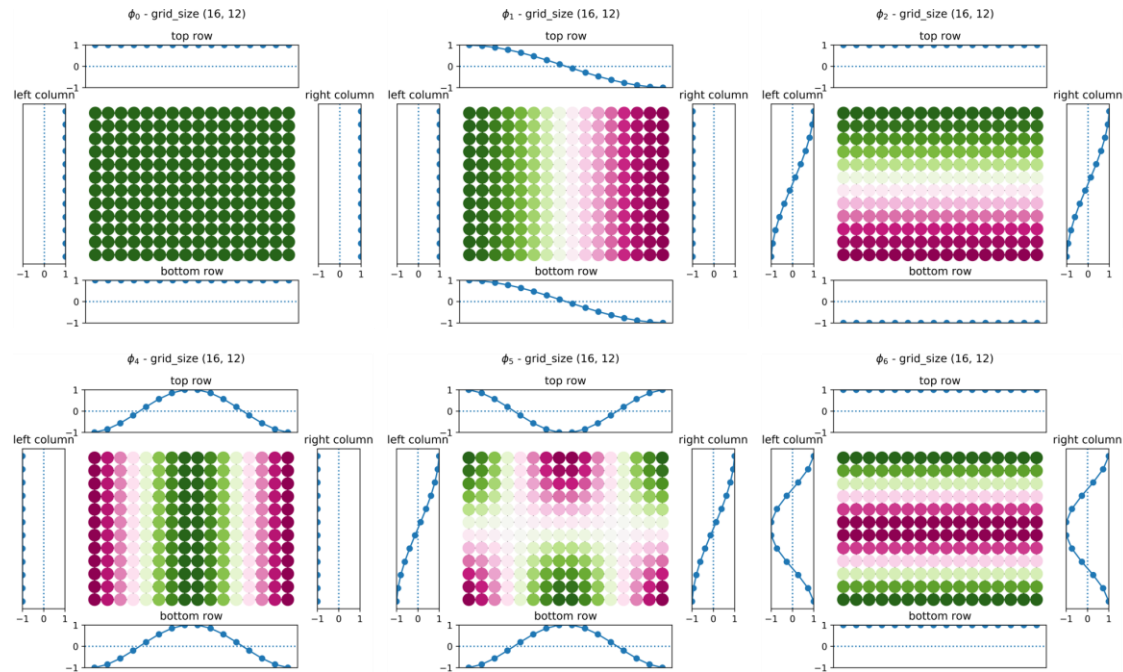 ϕ0 - grid_size (16, 12)
top row
1
0
−1
left column
right column
−1 0 1
−1 0 1
bottom row
1
0
−1
ϕ1 - grid_size (16, 12)
top row
1
0
−1
left column
right column
−1 0 1
−1 0 1
bottom row
1
0
−1
ϕ2 - grid_size (16, 12)
top row
1
0
−1
left column
right column
−1 0 1
−1 0 1
bottom row
1
0
−1
ϕ4 - grid_size (16, 12)
top row
1
0
−1
left column
right column
−1 0 1
−1 0 1
bottom row
1
0
−1
ϕ5 - grid_size (16, 12)
top row
1
0
−1
left column
right column
−1 0 1
−1 0 1
bottom row
1
0
−1
ϕ6 - grid_size (16, 12)
top row
1
0
−1
left column
right column
−1 0 1
−1 0 1
bottom row
1
0
−1